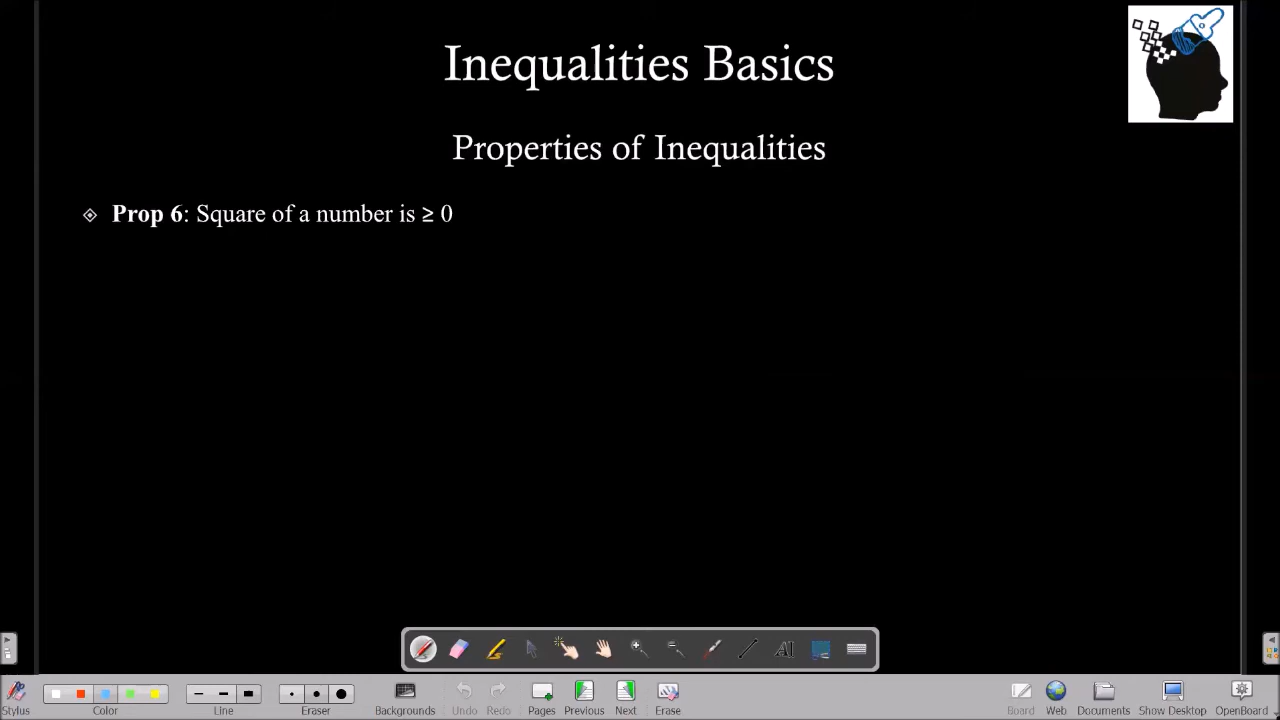 Inequalities Basics
Properties of Inequalities
Prop 6: Square of a number is ≥ 0
AI
Stylus
Color
Line
Eraser
Backgrounds
Undo
Redo
Pages
Previous
Next
Erase
Board
Web
Documents
Show Desktop
OpenBoard